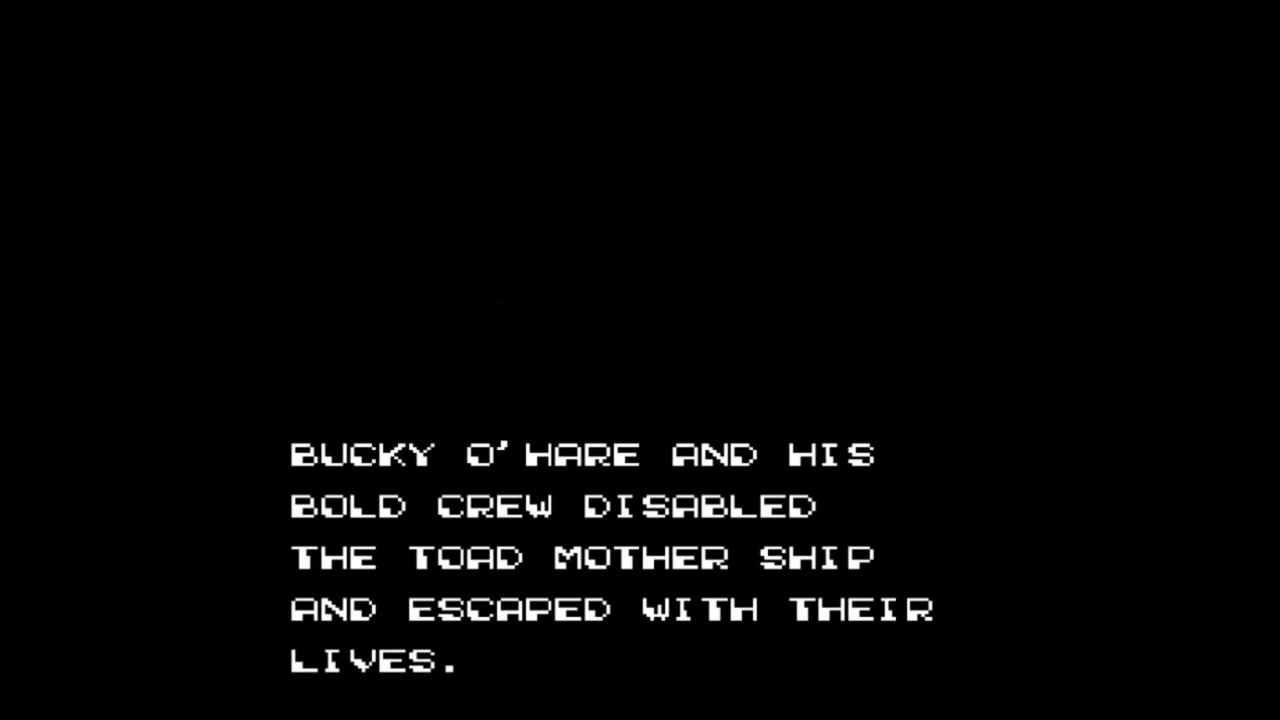 BUCKY O'HARE AND HIS
BOLD CREW DISABLED
THE TOAD MOTHER SHIP
AND ESCAPED WITH THEIR
LIVES.